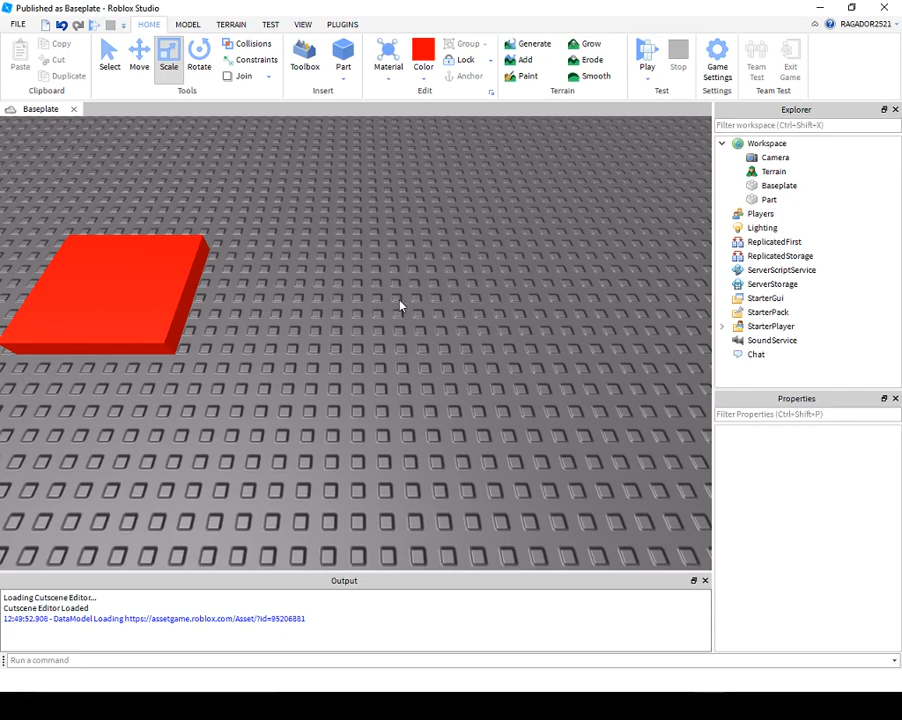 Published as Baseplate - Roblox Studio
FILE HOME MODEL TERRAIN TEST VIEW PLUGINS RAGADOR2521
Paste Copy Cut Duplicate
Clipboard
Select Move Scale Rotate Collisions Constraints Join
Tools
Toolbox Part
Insert
Material Color Group Lock Anchor
Edit
Generate Add Paint Grow Erode Smooth
Terrain
Play Stop
Test
Game Settings
Settings
Team Test Exit Game
Team Test
Baseplate
Explorer
Filter workspace (Ctrl+Shift+X)
Workspace
Camera
Terrain
Baseplate
Part
Players
Lighting
ReplicatedFirst
ReplicatedStorage
ServerScriptService
ServerStorage
StarterGui
StarterPack
StarterPlayer
SoundService
Chat
Properties
Filter Properties (Ctrl+Shift+P)
Output
Loading Cutscene Editor...
Cutscene Editor Loaded
12:49:52.908 - DataModel Loading https://assetgame.roblox.com/Asset/?id=95206881
Run a command